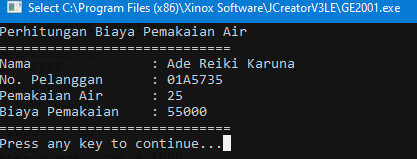 Select C:\Program Files (x86)\Xinox Software\JCreatorV3LE\GE2001.exe
Perhitungan Biaya Pemakaian Air
=============================
Nama : Ade Reiki Karuna
No. Pelanggan : 01A5735
Pemakaian Air : 25
Biaya Pemakaian : 55000
=============================
Press any key to continue...